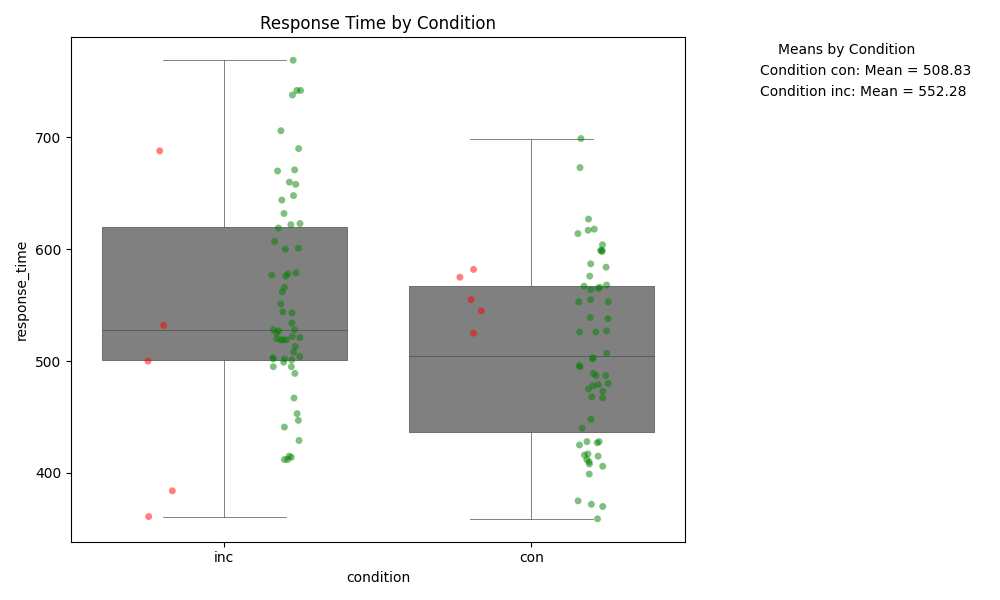 Response Time by Condition
Means by Condition
Condition con: Mean = 508.83
Condition inc: Mean = 552.28
response_time
700
600
500
400
inc con
condition